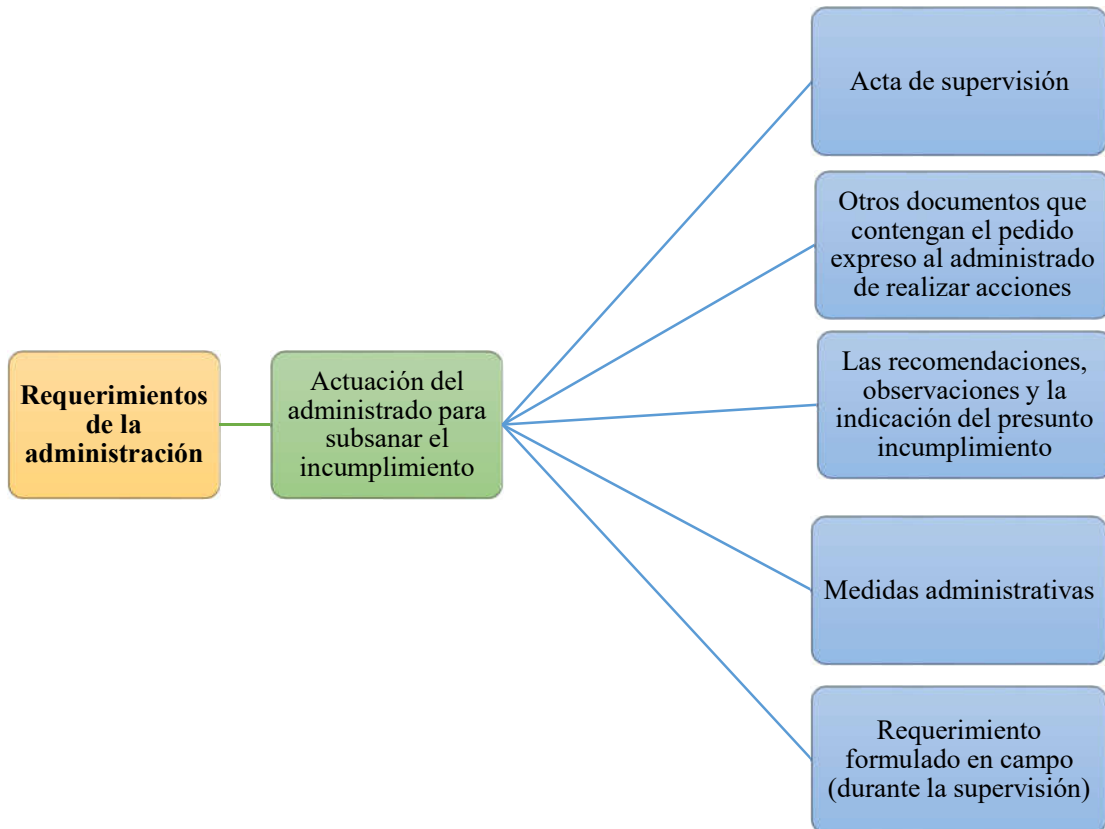 Requerimientos
de la
administración
Actuación del
administrado para
subsanar el
incumplimiento
Acta de supervisión
Otros documentos que
contengan el pedido
expreso al administrado
de realizar acciones
Las recomendaciones,
observaciones y la
indicación del presunto
incumplimiento
Medidas administrativas
Requerimiento
formulado en campo
(durante la supervisión)